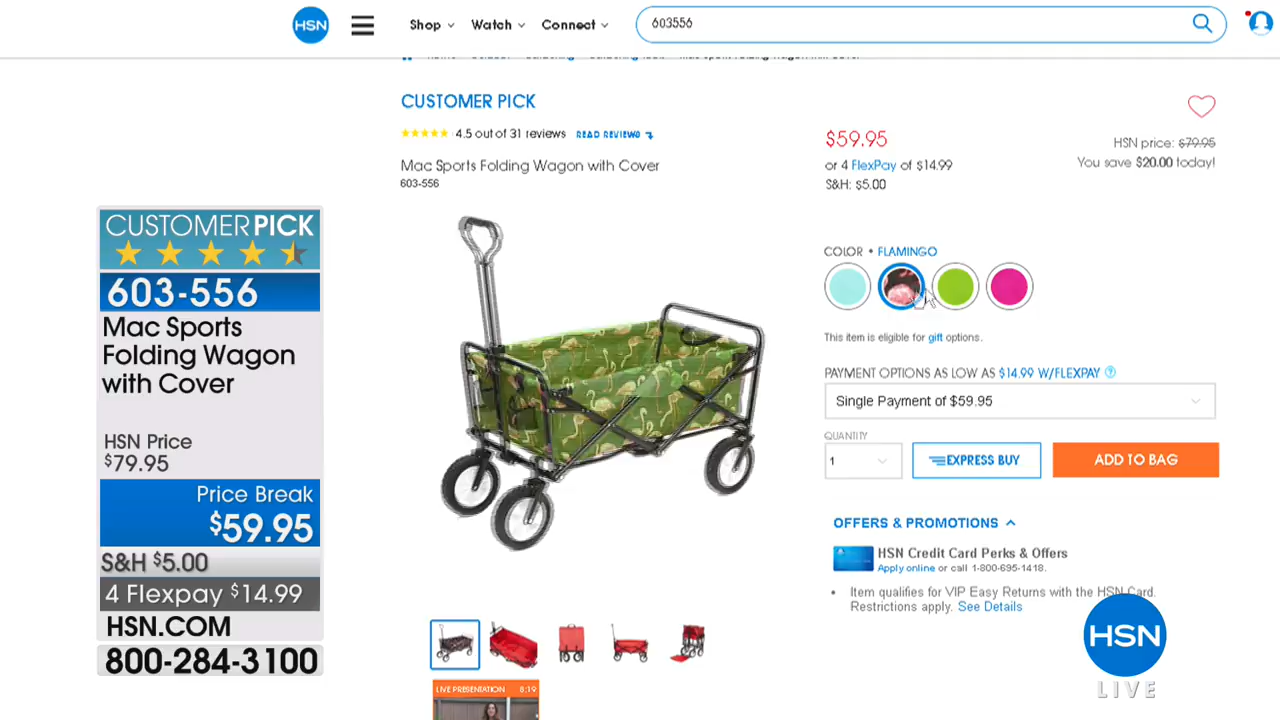 HSN
Shop
Watch
Connect
603556
CUSTOMER PICK
4.5 out of 31 reviews READ REVIEWS
Mac Sports Folding Wagon with Cover
603-556
$59.95
or 4 FlexPay of $14.99
S&H: $5.00
HSN price: $79.95
You save $20.00 today!
COLOR • FLAMINGO
This item is eligible for gift options.
PAYMENT OPTIONS AS LOW AS $14.99 W/FLEXPAY ?
Single Payment of $59.95
QUANTITY
1
EXPRESS BUY
ADD TO BAG
OFFERS & PROMOTIONS
HSN Credit Card Perks & Offers
Apply online or call 1-800-695-1418.
• Item qualifies for VIP Easy Returns with the HSN Card.
Restrictions apply. See Details
LIVE PRESENTATION 8:19
CUSTOMER PICK
603-556
Mac Sports
Folding Wagon
with Cover
HSN Price
$79.95
Price Break
$59.95
S&H $5.00
4 Flexpay $14.99
HSN.COM
800-284-3100
HSN
LIVE